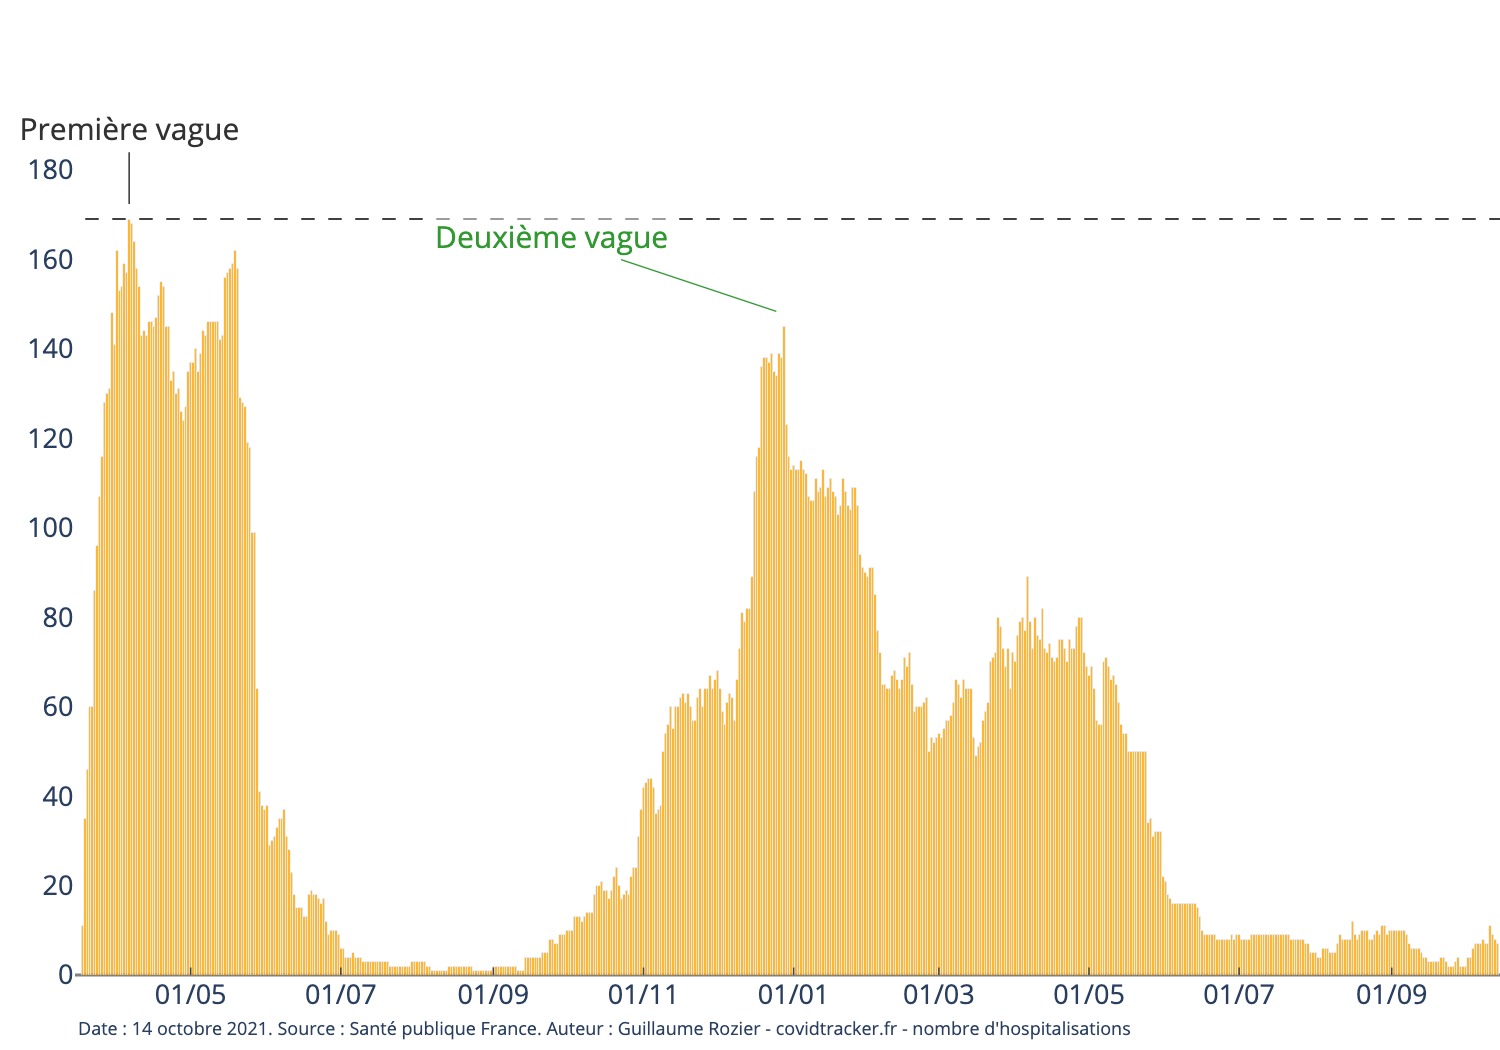 Première vague
180
Deuxième vague
160
140
120
100
80
60
40
20
0
01/05 01/07 01/09 01/11 01/01 01/03 01/05 01/07 01/09
Date : 14 octobre 2021. Source : Santé publique France. Auteur : Guillaume Rozier - covidtracker.fr - nombre d'hospitalisations